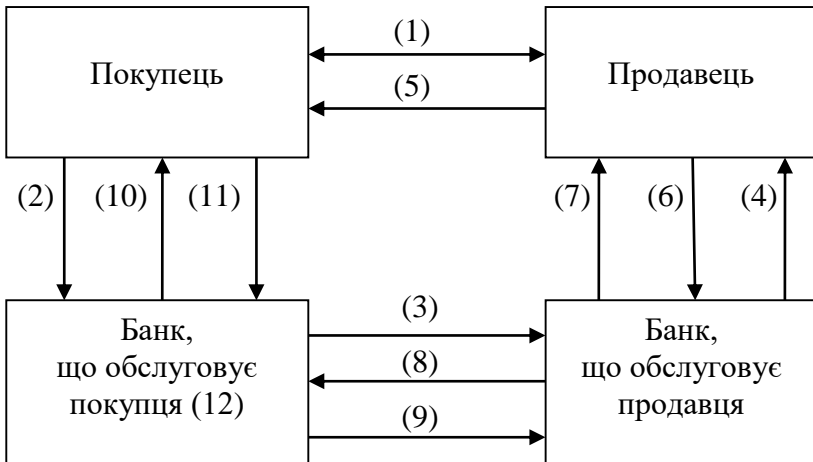 (1)
Покупець
Продавець
(5)
(2)
(10)
(11)
(7)
(6)
(4)
(3)
Банк,
що обслуговує
покупця (12)
(8)
(9)
Банк,
що обслуговує
продавця